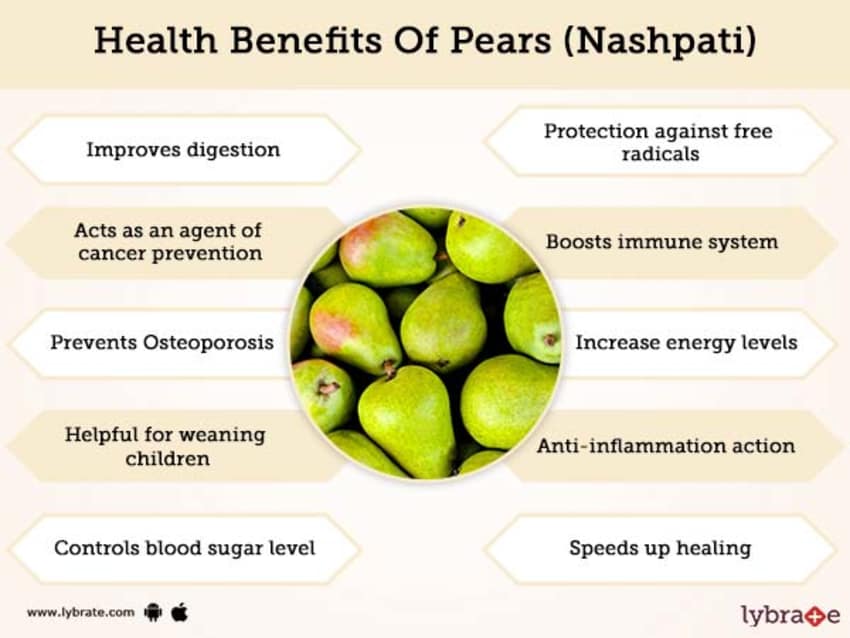 Health Benefits Of Pears (Nashpati)
Improves digestion
Acts as an agent of
cancer prevention
Prevents Osteoporosis
Helpful for weaning
children
Controls blood sugar level
Protection against free
radicals
Boosts immune system
Increase energy levels
Anti-inflammation action
Speeds up healing
www.lybrate.com
lybrate